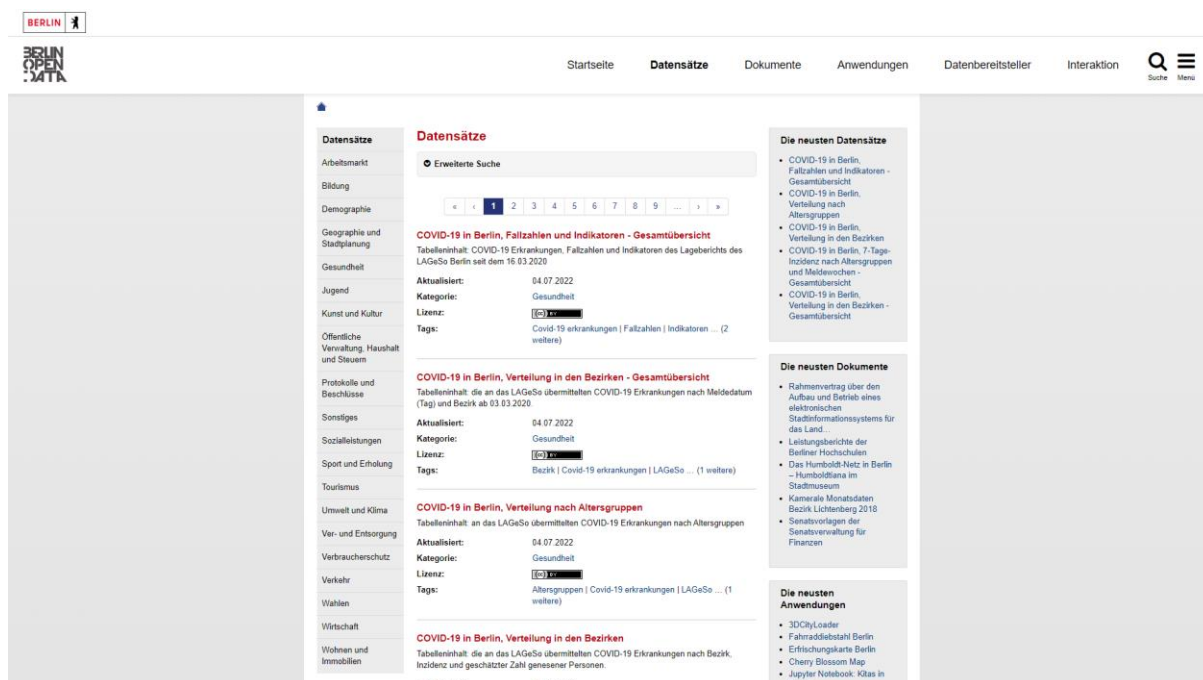 BERLIN
BERLIN
OPEN
:DATA
Startseite
Datensätze
Dokumente
Anwendungen
Datenbereitsteller
Interaktion
Suche
Menü
Datensätze
Arbeitsmarkt
Bildung
Demographie
Geographie und
Stadtplanung
Gesundheit
Jugend
Kunst und Kultur
Öffentliche
Verwaltung, Haushalt
und Steuern
Protokolle und
Beschlüsse
Sonstiges
Sozialleistungen
Sport und Erholung
Tourismus
Umwelt und Klima
Ver- und Entsorgung
Verbraucherschutz
Verkehr
Wahlen
Wirtschaft
Wohnen und
Immobilien
Datensätze
Erweiterte Suche
« ‹ 1 2 3 4 5 6 7 8 9 ... › »
COVID-19 in Berlin, Fallzahlen und Indikatoren - Gesamtübersicht
Tabelleninhalt: COVID-19 Erkrankungen, Fallzahlen und Indikatoren des Lageberichts des
LAGeSo Berlin seit dem 16.03.2020
Aktualisiert: 04.07.2022
Kategorie: Gesundheit
Lizenz: (cc) BY
Tags: Covid-19 erkrankungen | Fallzahlen | Indikatoren ... (2
weitere)
COVID-19 in Berlin, Verteilung in den Bezirken - Gesamtübersicht
Tabelleninhalt: die an das LAGeSo übermittelten COVID-19 Erkrankungen nach Meldedatum
(Tag) und Bezirk ab 03.03.2020.
Aktualisiert: 04.07.2022
Kategorie: Gesundheit
Lizenz: (cc) BY
Tags: Bezirk | Covid-19 erkrankungen | LAGeSo ... (1 weitere)
COVID-19 in Berlin, Verteilung nach Altersgruppen
Tabelleninhalt: an das LAGeSo übermittelten COVID-19 Erkrankungen nach Altersgruppen
Aktualisiert: 04.07.2022
Kategorie: Gesundheit
Lizenz: (cc) BY
Tags: Altersgruppen | Covid-19 erkrankungen | LAGeSo ... (1
weitere)
COVID-19 in Berlin, Verteilung in den Bezirken
Tabelleninhalt: die an das LAGeSo übermittelten COVID-19 Erkrankungen nach Bezirk,
Inzidenz und geschätzter Zahl genesener Personen.
Die neusten Datensätze
• COVID-19 in Berlin,
Fallzahlen und Indikatoren -
Gesamtübersicht
• COVID-19 in Berlin,
Verteilung nach
Altersgruppen
• COVID-19 in Berlin,
Verteilung in den Bezirken
• COVID-19 in Berlin, 7-Tage-
Inzidenz nach Altersgruppen
und Meldewochen -
Gesamtübersicht
• COVID-19 in Berlin,
Verteilung in den Bezirken -
Gesamtübersicht
Die neusten Dokumente
• Rahmenvertrag über den
Aufbau und Betrieb eines
elektronischen
Stadtinformationssystems für
das Land...
• Leistungsberichte der
Berliner Hochschulen
• Das Humboldt-Netz in Berlin
– Humboldtiana im
Stadtmuseum
• Kamerale Monatsdaten
Bezirk Lichtenberg 2018
• Senatsvorlagen der
Senatsverwaltung für
Finanzen
Die neusten
Anwendungen
• 3DCityLoader
• Fahrraddiebstahl Berlin
• Erfrischungskarte Berlin
• Cherry Blossom Map
• Jupyter Notebook: Kitas in